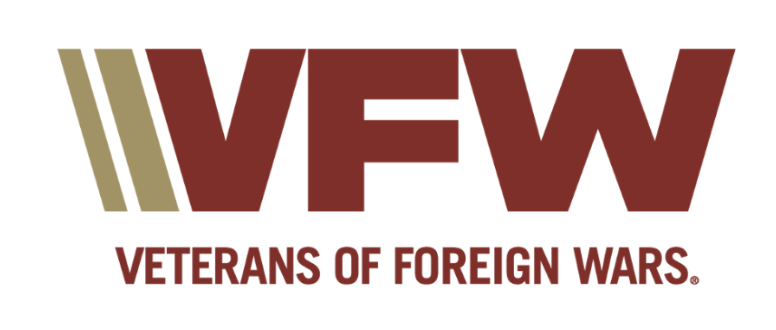 VFW
VETERANS OF FOREIGN WARS.®